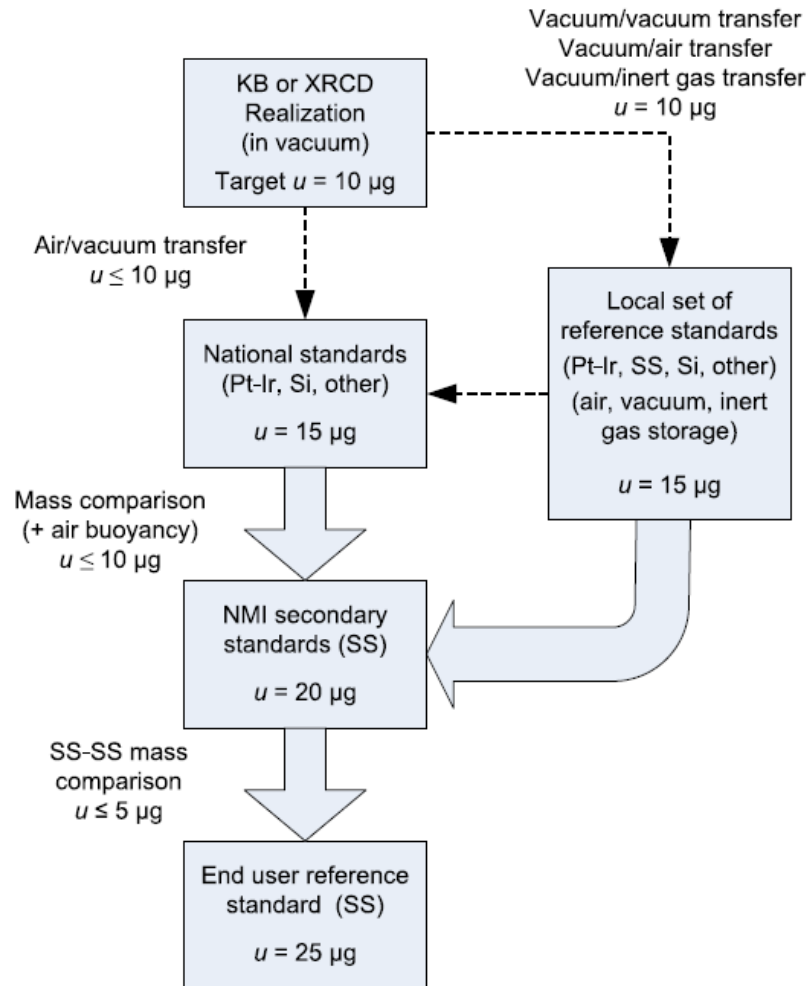 Vacuum/vacuum transfer
Vacuum/air transfer
Vacuum/inert gas transfer
u = 10 µg
KB or XRCD
Realization
(in vacuum)
Target u = 10 µg
Air/vacuum transfer
u ≤ 10 µg
National standards
(Pt-Ir, Si, other)
u = 15 µg
Local set of
reference standards
(Pt-Ir, SS, Si, other)
(air, vacuum, inert
gas storage)
u = 15 µg
Mass comparison
(+ air buoyancy)
u ≤ 10 µg
NMI secondary
standards (SS)
u = 20 µg
SS-SS mass
comparison
u ≤ 5 µg
End user reference
standard (SS)
u = 25 µg